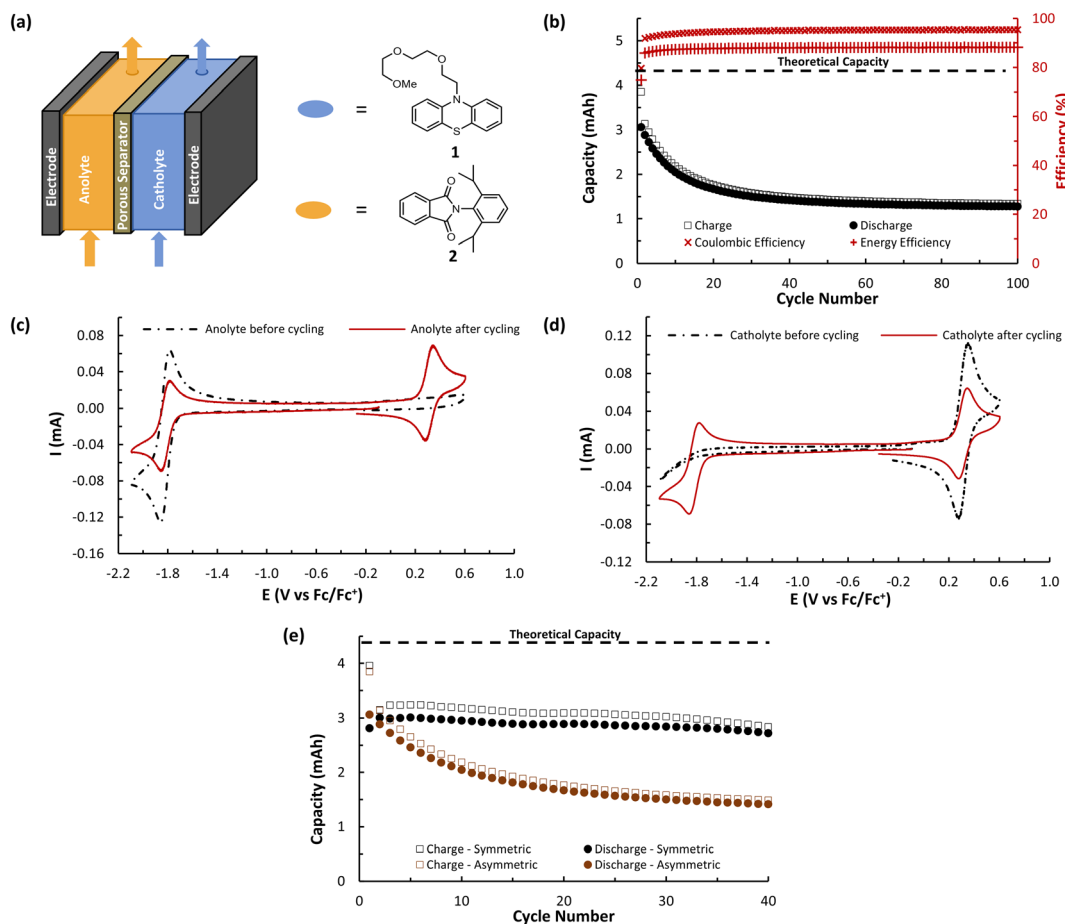 (a)
Electrode
Anolyte
Porous Separator
Catholyte
Electrode
=
O
O
O
OMe
N
S
1
=
O
N
O
2
(b)
Capacity (mAh)
5
4
3
2
1
0
Theoretical Capacity
Charge
Discharge
Coulombic Efficiency
Energy Efficiency
0 20 40 60 80 100
Cycle Number
100
80
60
40
20
0
Efficiency (%)
(c)
Anolyte before cycling
Anolyte after cycling
I (mA)
0.08
0.04
0.00
-0.04
-0.08
-0.12
-0.16
-2.2 -1.8 -1.4 -1.0 -0.6 -0.2 0.2 0.6 1.0
E (V vs Fc/Fc⁺)
(d)
Catholyte before cycling
Catholyte after cycling
I (mA)
0.12
0.08
0.04
0.00
-0.04
-0.08
-0.12
-2.2 -1.8 -1.4 -1.0 -0.6 -0.2 0.2 0.6 1.0
E (V vs Fc/Fc⁺)
(e)
Theoretical Capacity
Capacity (mAh)
4
3
2
1
0
Charge - Symmetric
Discharge - Symmetric
Charge - Asymmetric
Discharge - Asymmetric
0 10 20 30 40
Cycle Number